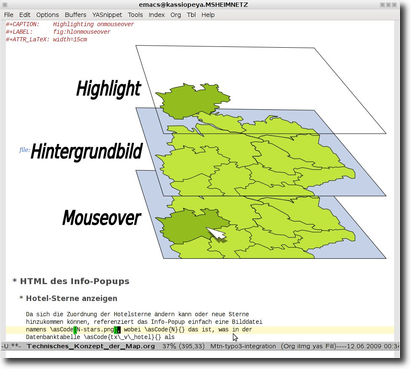 emacs@kassiopeya.MSHEIMNETZ
File Edit Options Buffers YASnippet Tools Index Org Tbl Help
#+CAPTION: Highlighting onmouseover
#+LABEL: fig:hlonmouseover
#+ATTR_LaTeX: width=15cm
Highlight
file:
Hintergrundbild
Mouseover
* HTML des Info-Popups
* Hotel-Sterne anzeigen
Da sich die Zuordnung der Hotelsterne ändern kann oder neue Sterne
hinzukommen können, referenziert das Info-Popup einfach eine Bilddatei
namens \asCode{N-stars.png}, wobei \asCode{N}{} das ist, was in der
Datenbanktabelle \asCode{tx\_v\_hotel}{} als
-U:**- Technisches_Konzept_der_Map.org 37% (395,33) Mtn-typo3-integration (Org iimg yas Fill)----12.06.2009 00:34